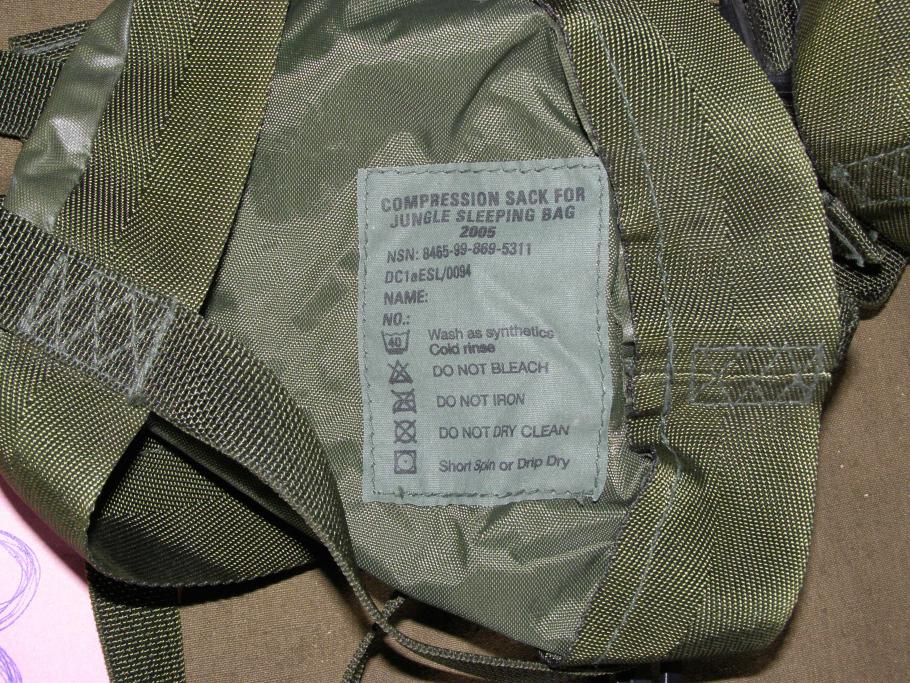 COMPRESSION SACK FOR
JUNGLE SLEEPING BAG
2005
NSN: 8465-99-869-5311
DC1aESL/0094
NAME:
NO.:
40 Wash as synthetics
Cold rinse
DO NOT BLEACH
DO NOT IRON
DO NOT DRY CLEAN
Short Spin or Drip Dry